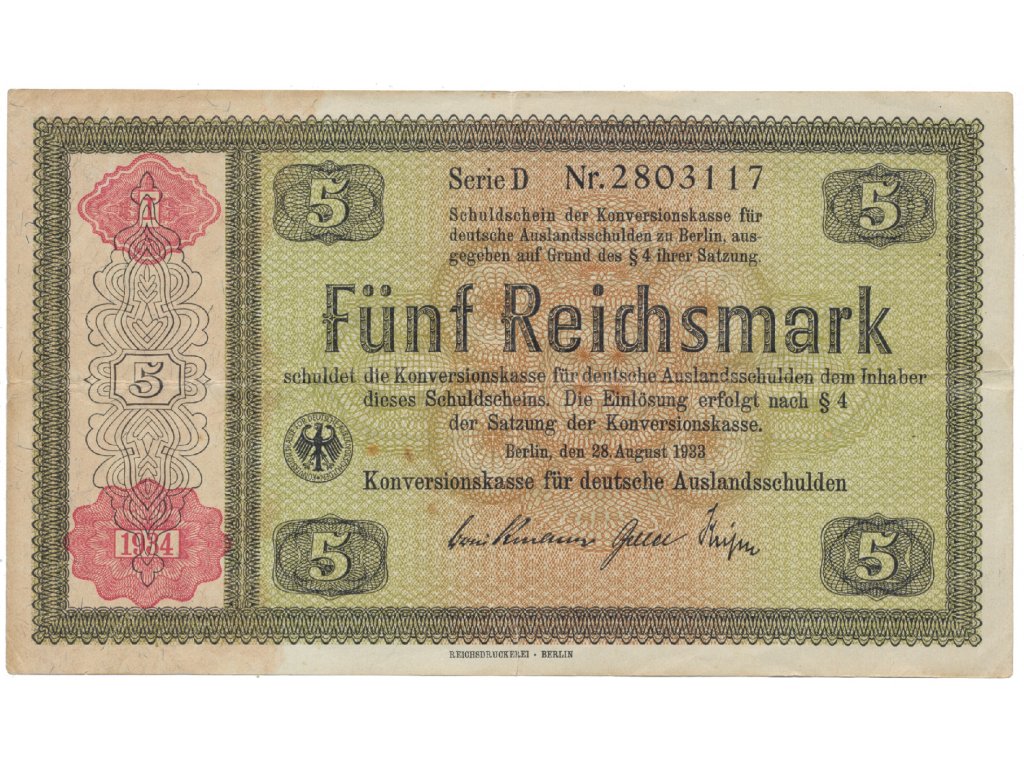 5
5
Serie D Nr. 2803117
Schuldschein der Konversionskasse für
deutsche Auslandsschulden zu Berlin, aus-
gegeben auf Grund des § 4 ihrer Satzung.
Fünf Reichsmark
schuldet die Konversionskasse für deutsche Auslandsschulden dem Inhaber
dieses Schuldscheins. Die Einlösung erfolgt nach § 4
der Satzung der Konversionskasse.
Berlin, den 28. August 1933
Konversionskasse für deutsche Auslandsschulden
5
1934
5
5
REICHSDRUCKEREI · BERLIN